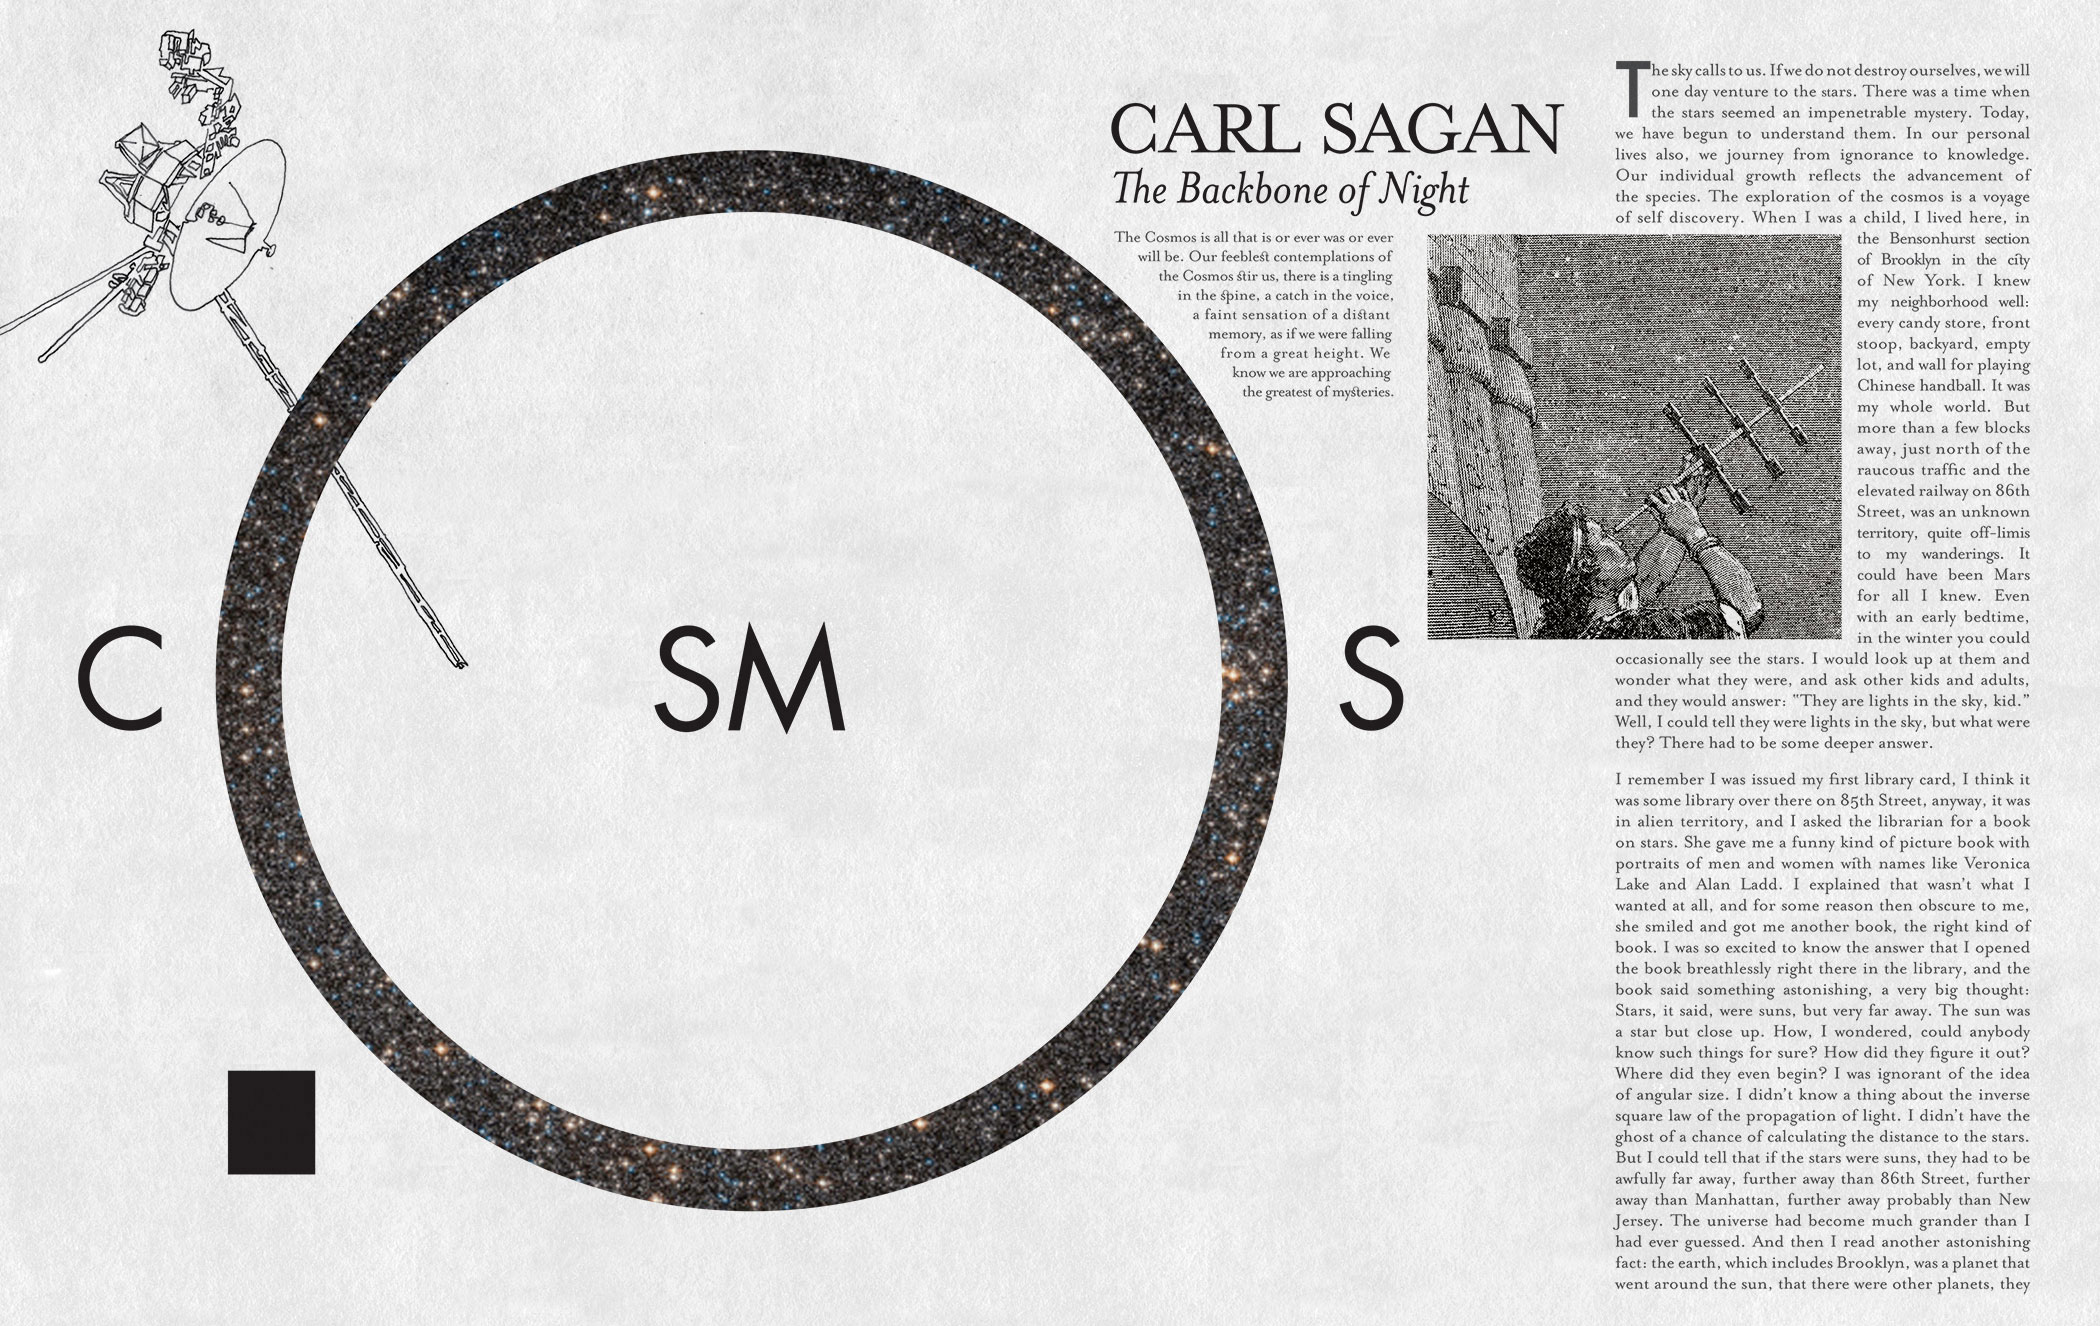 C SM S
CARL SAGAN
The Backbone of Night
The Cosmos is all that is or ever was or ever
will be. Our feeblest contemplations of
the Cosmos stir us, there is a tingling
in the spine, a catch in the voice,
a faint sensation of a distant
memory, as if we were falling
from a great height. We
know we are approaching
the greatest of mysteries.
The sky calls to us. If we do not destroy ourselves, we will
one day venture to the stars. There was a time when
the stars seemed an impenetrable mystery. Today,
we have begun to understand them. In our personal
lives also, we journey from ignorance to knowledge.
Our individual growth reflects the advancement of
the species. The exploration of the cosmos is a voyage
of self discovery. When I was a child, I lived here, in
the Bensonhurst section
of Brooklyn in the city
of New York. I knew
my neighborhood well:
every candy store, front
stoop, backyard, empty
lot, and wall for playing
Chinese handball. It was
my whole world. But
more than a few blocks
away, just north of the
raucous traffic and the
elevated railway on 86th
Street, was an unknown
territory, quite off-limis
to my wanderings. It
could have been Mars
for all I knew. Even
with an early bedtime,
in the winter you could
occasionally see the stars. I would look up at them and
wonder what they were, and ask other kids and adults,
and they would answer: "They are lights in the sky, kid."
Well, I could tell they were lights in the sky, but what were
they? There had to be some deeper answer.
I remember I was issued my first library card, I think it
was some library over there on 85th Street, anyway, it was
in alien territory, and I asked the librarian for a book
on stars. She gave me a funny kind of picture book with
portraits of men and women with names like Veronica
Lake and Alan Ladd. I explained that wasn't what I
wanted at all, and for some reason then obscure to me,
she smiled and got me another book, the right kind of
book. I was so excited to know the answer that I opened
the book breathlessly right there in the library, and the
book said something astonishing, a very big thought:
Stars, it said, were suns, but very far away. The sun was
a star but close up. How, I wondered, could anybody
know such things for sure? How did they figure it out?
Where did they even begin? I was ignorant of the idea
of angular size. I didn't know a thing about the inverse
square law of the propagation of light. I didn't have the
ghost of a chance of calculating the distance to the stars.
But I could tell that if the stars were suns, they had to be
awfully far away, further away than 86th Street, further
away than Manhattan, further away probably than New
Jersey. The universe had become much grander than I
had ever guessed. And then I read another astonishing
fact: the earth, which includes Brooklyn, was a planet that
went around the sun, that there were other planets, they